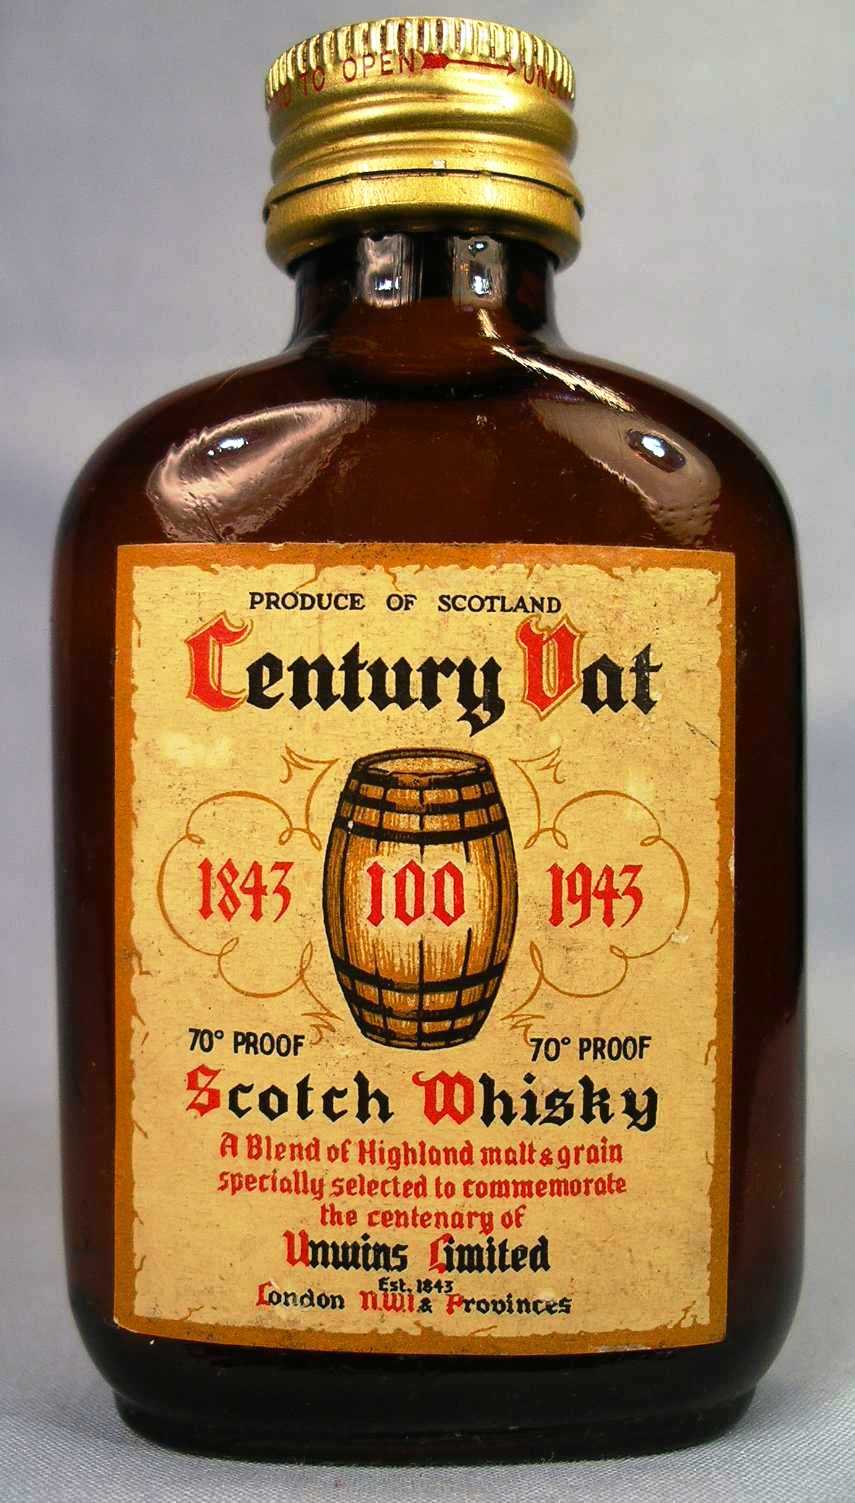 TO OPEN
PRODUCE OF SCOTLAND
Century Vat
1843 100 1943
70° PROOF 70° PROOF
Scotch Whisky
A Blend of Highland malt & grain
specially selected to commemorate
the centenary of
Unwins Limited
Est. 1843
London N.W.1 & Provinces